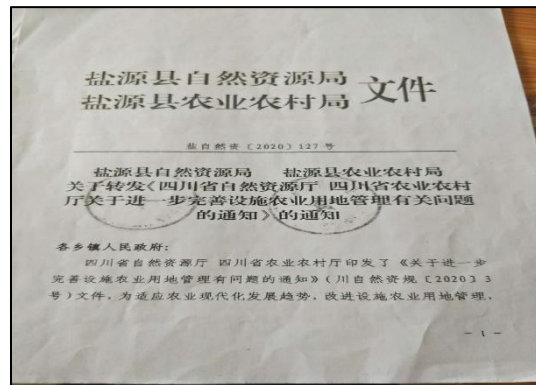 盐源县自然资源局
盐源县农业农村局 文件
盐自然资〔2020〕127号
盐源县自然资源局 盐源县农业农村局
关于转发《四川省自然资源厅 四川省农业农村
厅关于进一步完善设施农业用地管理有关问题
的通知》的通知
各乡镇人民政府：
四川省自然资源厅 四川省农业农村厅印发了《关于进一步
完善设施农业用地管理有问题的通知》（川自然资规〔2020〕3
号）文件，为适应农业现代化发展趋势，改进设施农业用地管理，
- 1 -